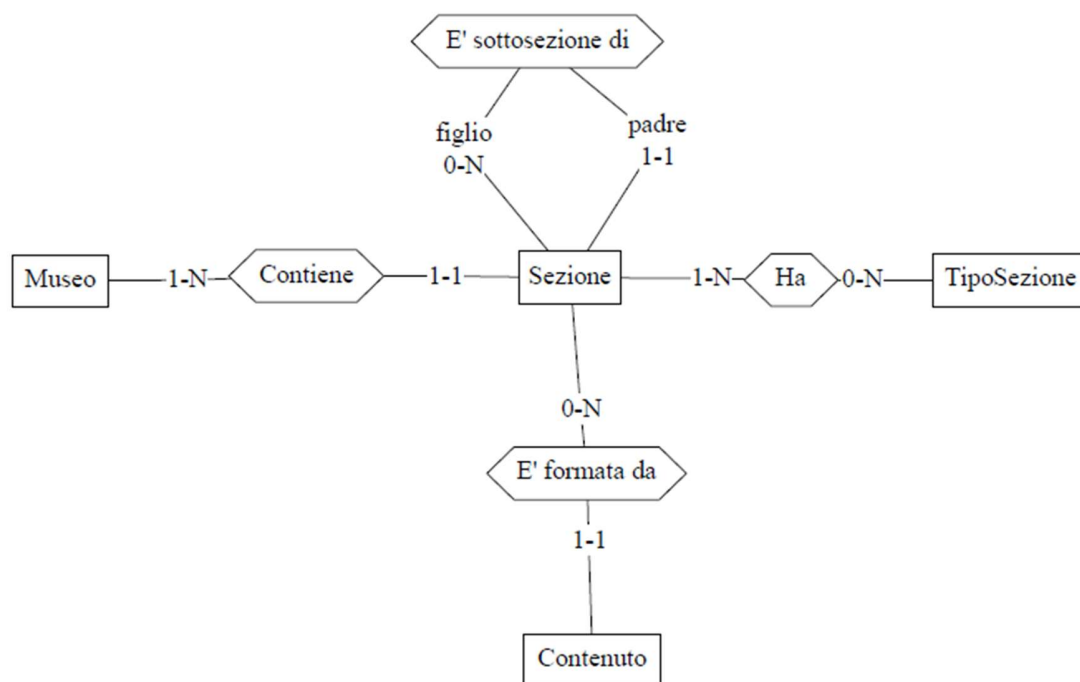 E' sottosezione di
figlio
padre
0-N
1-1
Museo
1-N
Contiene
1-1
Sezione
1-N
Ha
0-N
TipoSezione
0-N
E' formata da
1-1
Contenuto